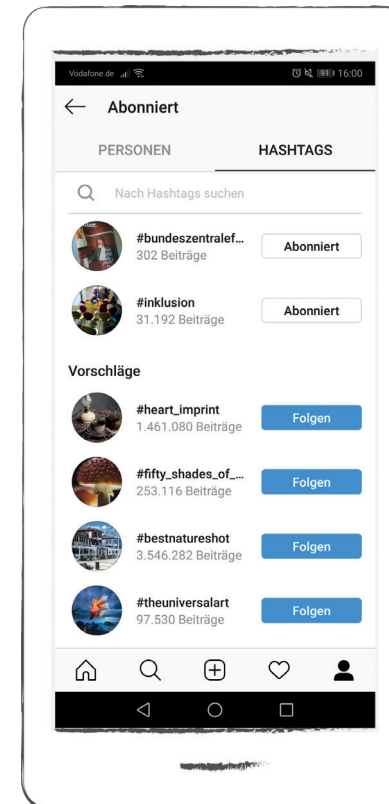 Vodafone.de 91 16:00
Abonniert
PERSONEN HASHTAGS
Nach Hashtags suchen
#bundeszentralef... Abonniert
302 Beiträge
#inklusion Abonniert
31.192 Beiträge
Vorschläge
#heart_imprint Folgen
1.461.080 Beiträge
#fifty_shades_of_... Folgen
253.116 Beiträge
#bestnatureshot Folgen
3.546.282 Beiträge
#theuniversalart Folgen
97.530 Beiträge